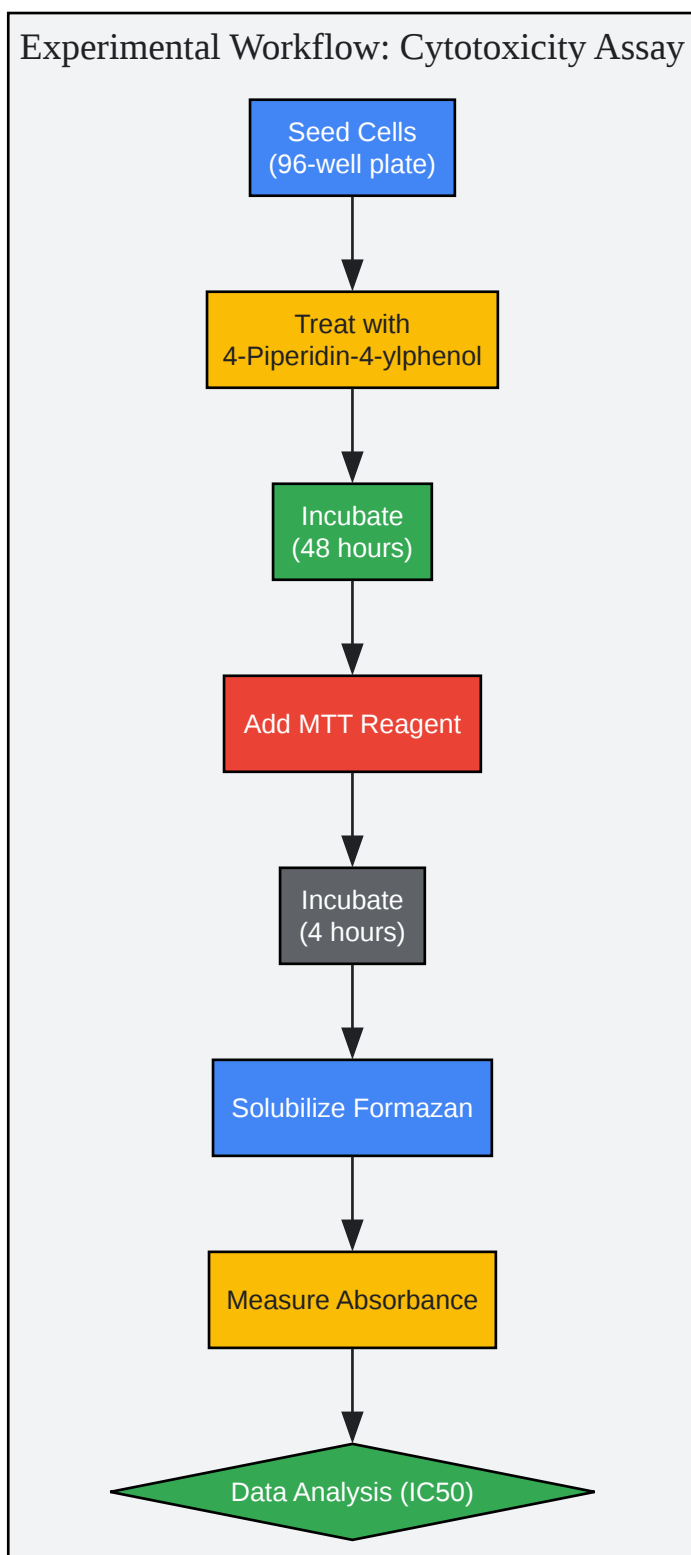 Experimental Workflow: Cytotoxicity Assay
Seed Cells
(96-well plate)
Treat with
4-Piperidin-4-ylphenol
Incubate
(48 hours)
Add MTT Reagent
Incubate
(4 hours)
Solubilize Formazan
Measure Absorbance
Data Analysis (IC50)